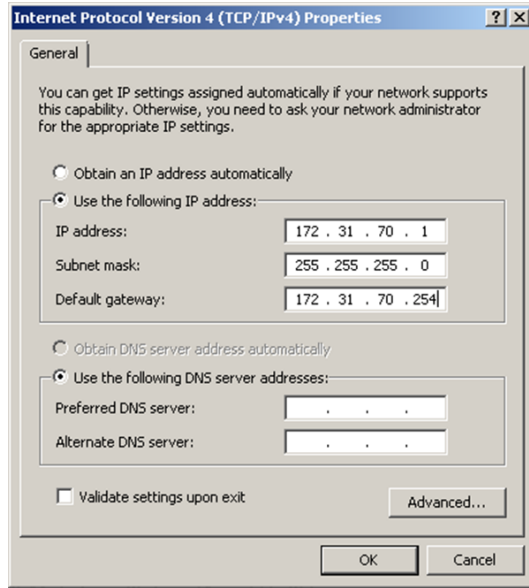 Internet Protocol Version 4 (TCP/IPv4) Properties
General
You can get IP settings assigned automatically if your network supports
this capability. Otherwise, you need to ask your network administrator
for the appropriate IP settings.
Obtain an IP address automatically
Use the following IP address:
IP address: 172 . 31 . 70 . 1
Subnet mask: 255 . 255 . 255 . 0
Default gateway: 172 . 31 . 70 . 254
Obtain DNS server address automatically
Use the following DNS server addresses:
Preferred DNS server: . . .
Alternate DNS server: . . .
Validate settings upon exit
Advanced...
OK Cancel